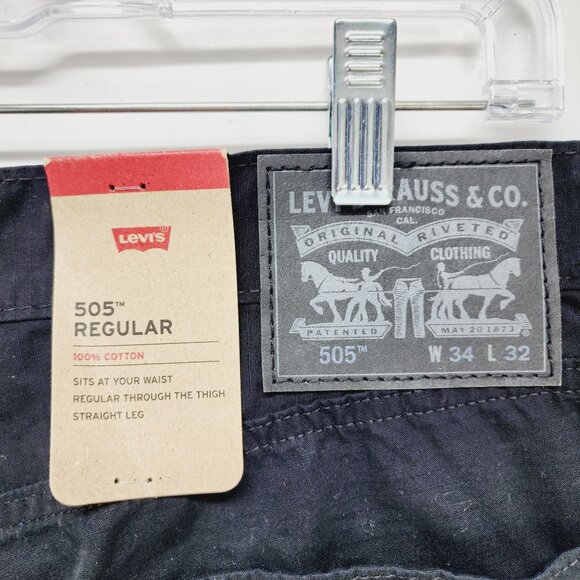 LEVI'S
505™
REGULAR
100% COTTON
SITS AT YOUR WAIST
REGULAR THROUGH THE THIGH
STRAIGHT LEG
LEV AUSS & CO.
SAN FRANCISCO
CAL.
ORIGINAL RIVETED
QUALITY CLOTHING
PATENTED MAY 20 1873
505™ W 34 L 32